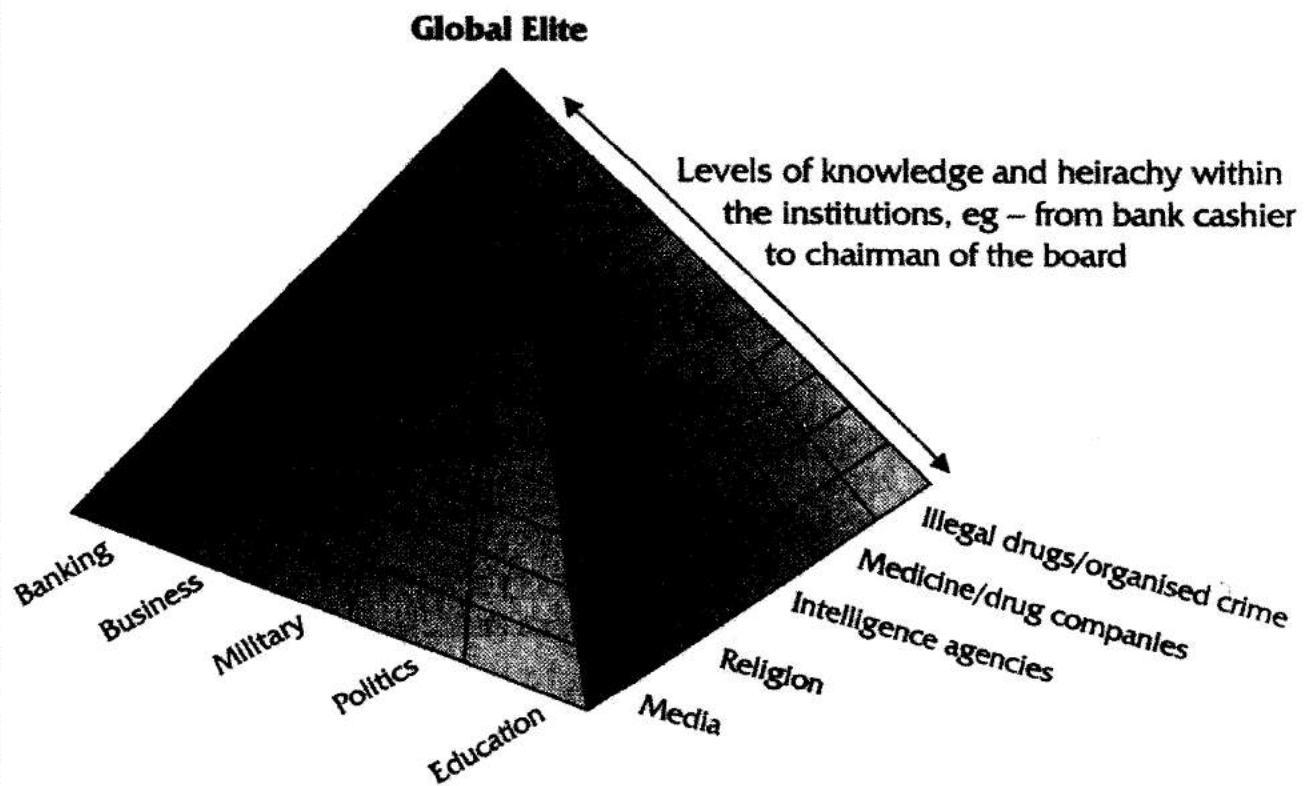 Global Elite
Levels of knowledge and heirachy within
the institutions, eg – from bank cashier
to chairman of the board
Banking
Business
Military
Politics
Education
Media
Religion
Intelligence agencies
Medicine/drug companies
Illegal drugs/organised crime